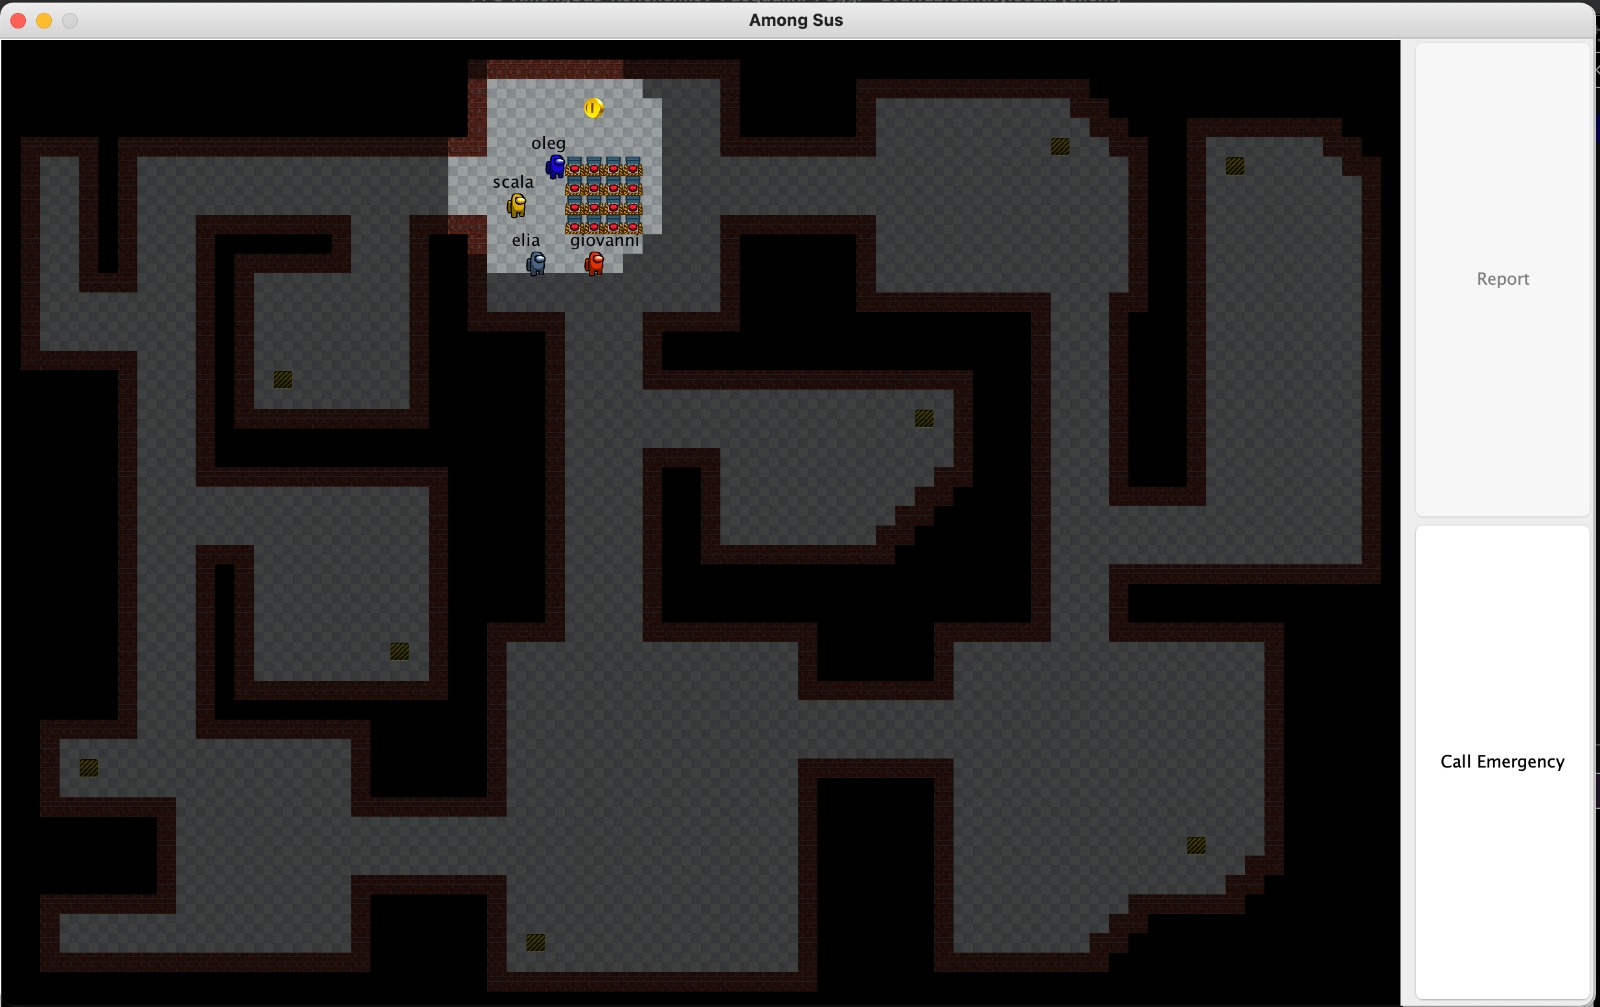 Among Sus
oleg
scala
elia
giovanni
Report
Call Emergency